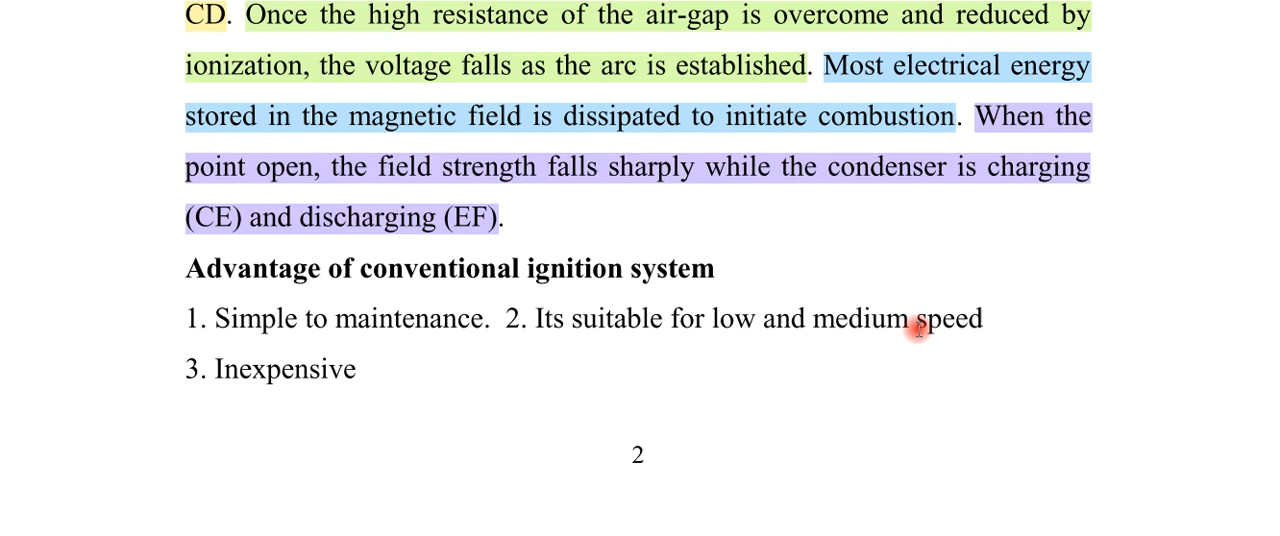 CD. Once the high resistance of the air-gap is overcome and reduced by
ionization, the voltage falls as the arc is established. Most electrical energy
stored in the magnetic field is dissipated to initiate combustion. When the
point open, the field strength falls sharply while the condenser is charging
(CE) and discharging (EF).
Advantage of conventional ignition system
1. Simple to maintenance.  2. Its suitable for low and medium speed
3. Inexpensive
2